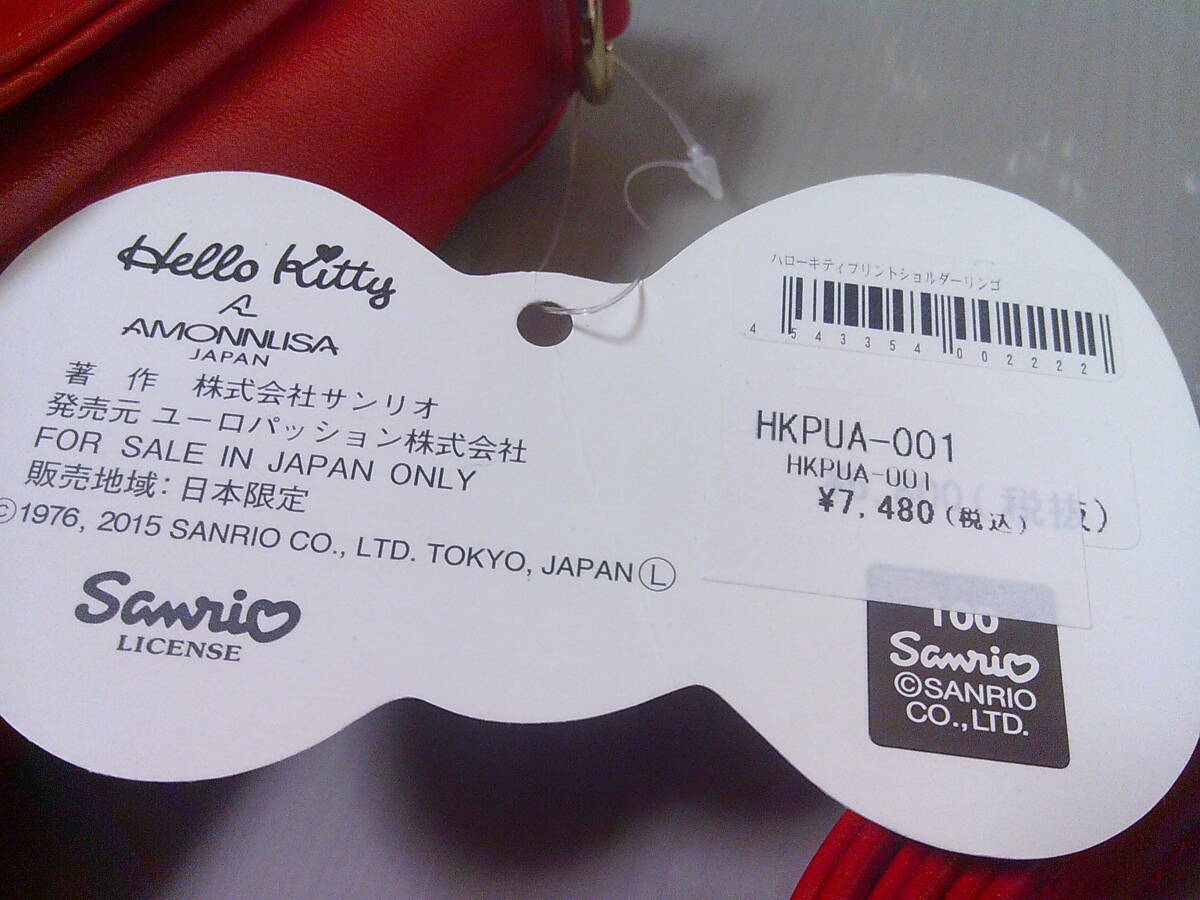 Hello Kitty
AMONNLISA
JAPAN
著 作 株式会社サンリオ
発売元 ユーロパッション株式会社
FOR SALE IN JAPAN ONLY
販売地域：日本限定
©1976, 2015 SANRIO CO., LTD. TOKYO, JAPAN Ⓛ
Sanrio
LICENSE
ハローキティプリントショルダーリンゴ
4 543354 002222
HKPUA-001
HKPUA-001
¥7,480(税込)
100
Sanrio
©SANRIO
CO.,LTD.